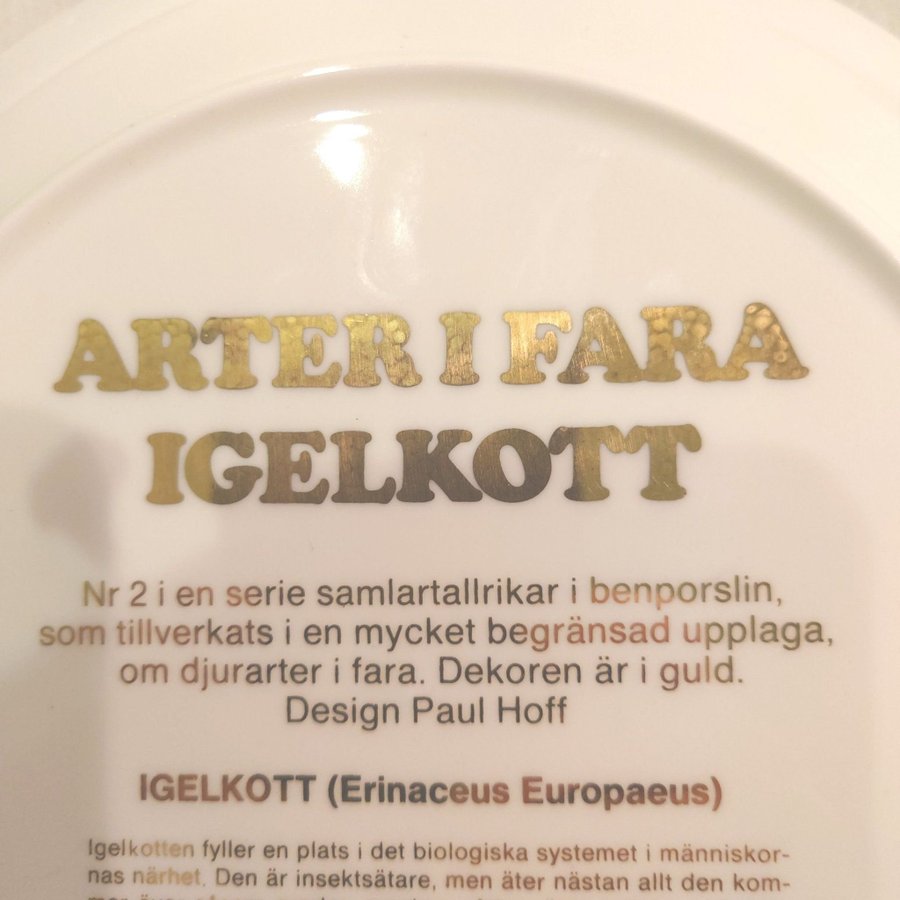 ARTER I FARA
IGELKOTT
Nr 2 i en serie samlartallrikar i benporslin,
som tillverkats i en mycket begränsad upplaga,
om djurarter i fara. Dekoren är i guld.
Design Paul Hoff
IGELKOTT (Erinaceus Europaeus)
Igelkotten fyller en plats i det biologiska systemet i människor-
nas närhet. Den är insektsätare, men äter nästan allt den kom-